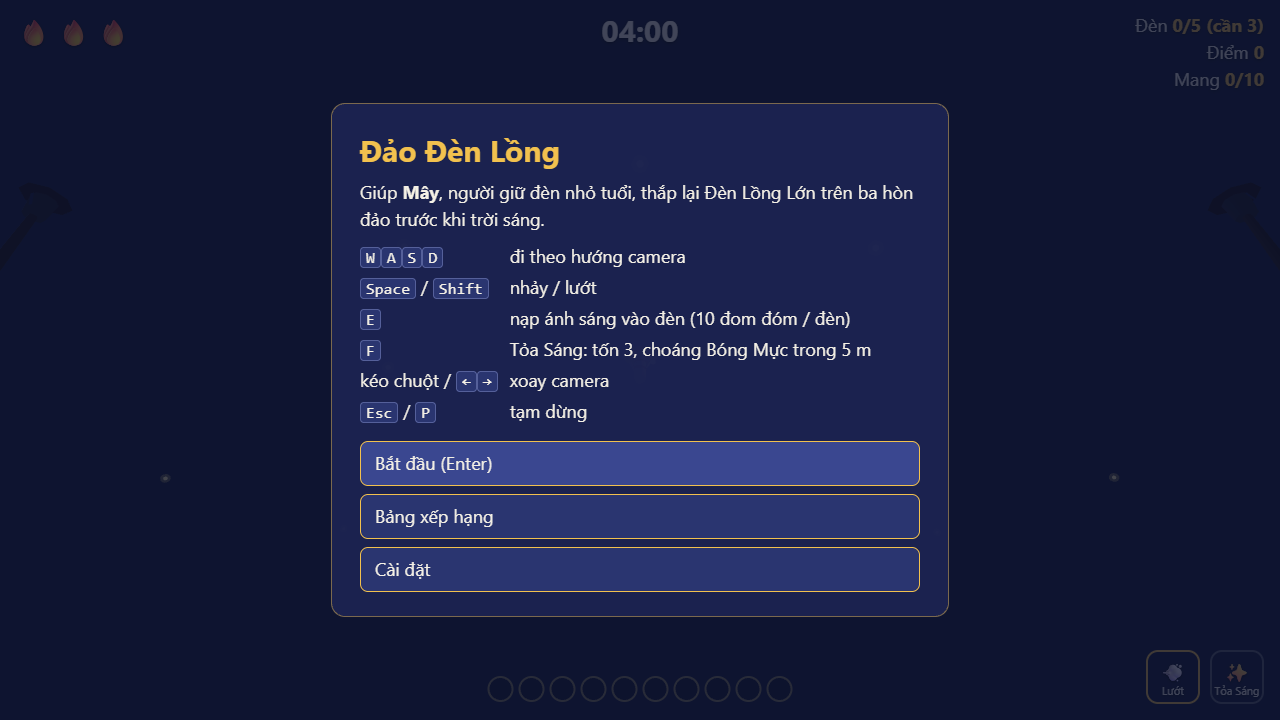 04:00
Đèn 0/5 (cần 3)
Điểm 0
Mang 0/10
Đảo Đèn Lồng
Giúp Mây, người giữ đèn nhỏ tuổi, thắp lại Đèn Lồng Lớn trên ba hòn
đảo trước khi trời sáng.
W A S D đi theo hướng camera
Space / Shift nhảy / lướt
E nạp ánh sáng vào đèn (10 đom đóm / đèn)
F Tỏa Sáng: tốn 3, choáng Bóng Mực trong 5 m
kéo chuột / ← → xoay camera
Esc / P tạm dừng
Bắt đầu (Enter)
Bảng xếp hạng
Cài đặt
Lướt
Tỏa Sáng